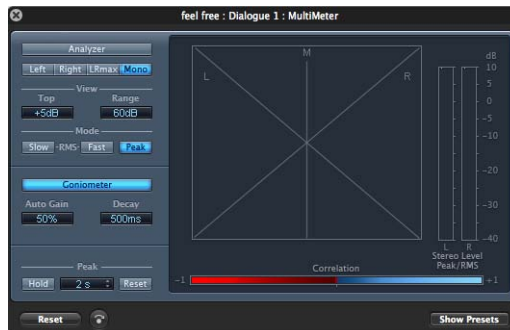 feel free : Dialogue 1 : MultiMeter
Analyzer
Left Right LRmax Mono
View
Top Range
+5dB 60dB
Mode
Slow ·RMS· Fast Peak
Goniometer
Auto Gain Decay
50% 500ms
Peak
Hold 2 s Reset
M
L R
dB
10
5
0
-5
-10
-20
-30
-40
L R
Stereo Level
Peak/RMS
Correlation
-1 +1
Reset Show Presets